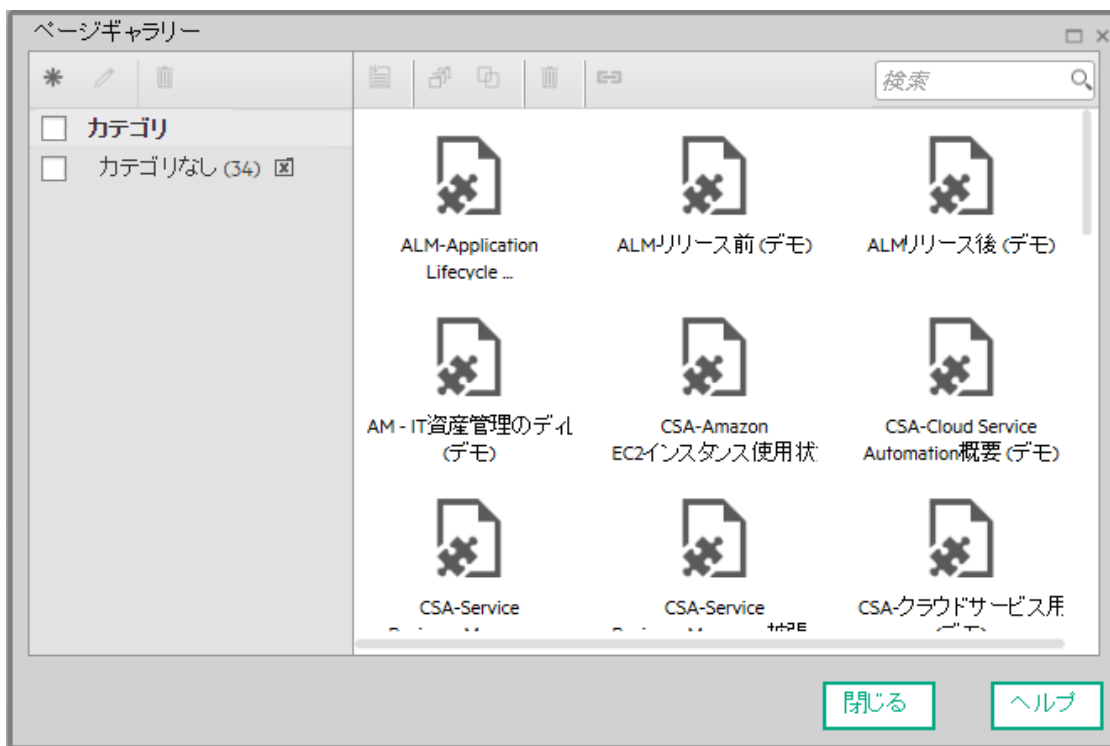 ページギャラリー
検索
カテゴリ
カテゴリなし (34)
ALM-Application
Lifecycle ...
ALMリリース前 (デモ)
ALMリリース後 (デモ)
AM - IT資産管理のディ
(デモ)
CSA-Amazon
EC2インスタンス使用状
CSA-Cloud Service
Automation概要 (デモ)
CSA-Service
CSA-Service
CSA-クラウドサービス用
閉じる
ヘルプ